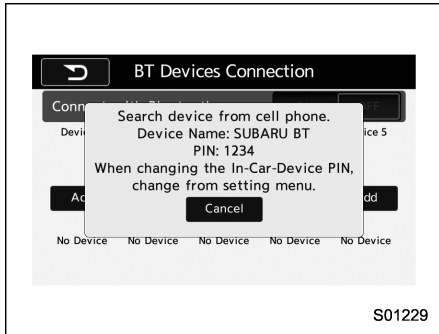 BT Devices Connection
Search device from cell phone.
Device Name: SUBARU BT
PIN: 1234
When changing the In-Car-Device PIN,
change from setting menu.
Cancel
No Device No Device No Device No Device No Device
S01229